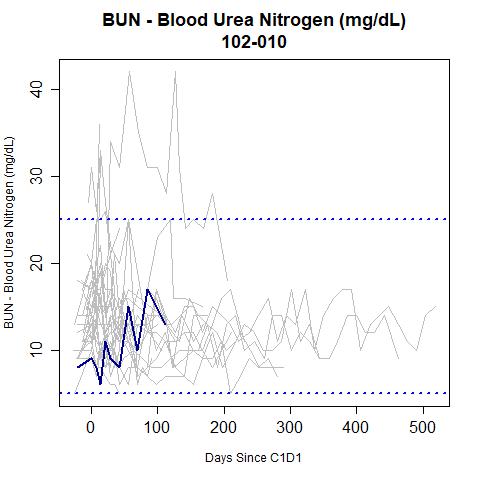 BUN - Blood Urea Nitrogen (mg/dL)
102-010
BUN - Blood Urea Nitrogen (mg/dL)
40
30
20
10
0 100 200 300 400 500
Days Since C1D1